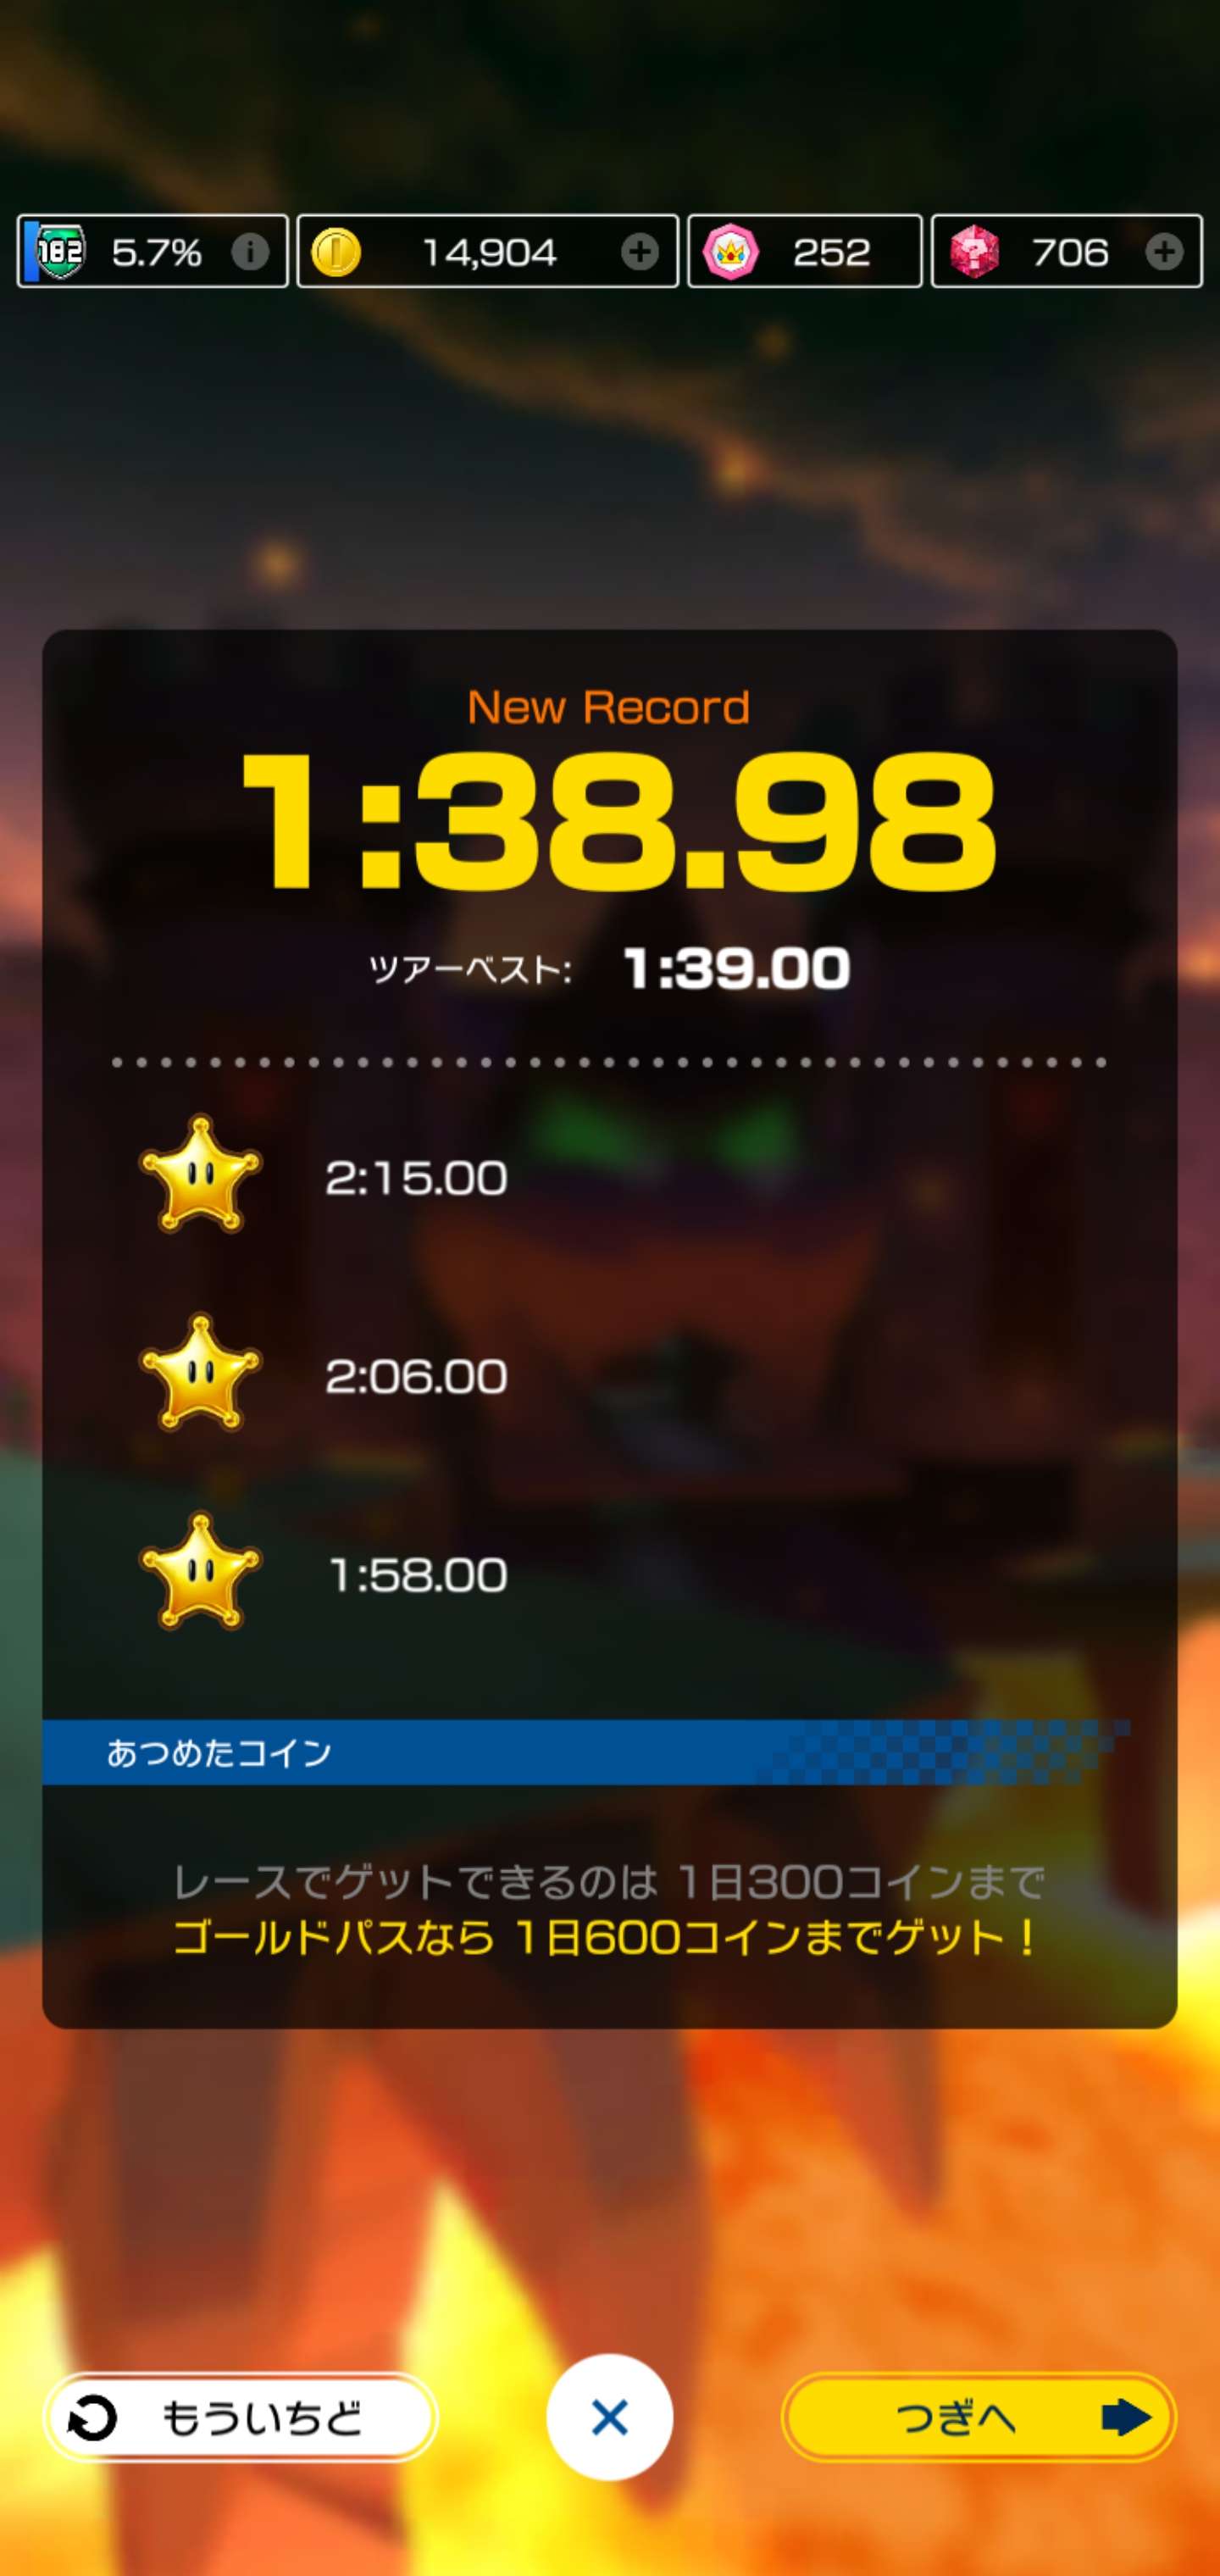 182 5.7% i 14,904 + 252 ? 706 +
New Record
1:38.98
ツアーベスト: 1:39.00
2:15.00
2:06.00
1:58.00
あつめたコイン
レースでゲットできるのは 1日300コインまで
ゴールドパスなら 1日600コインまでゲット！
もういちど × つぎへ